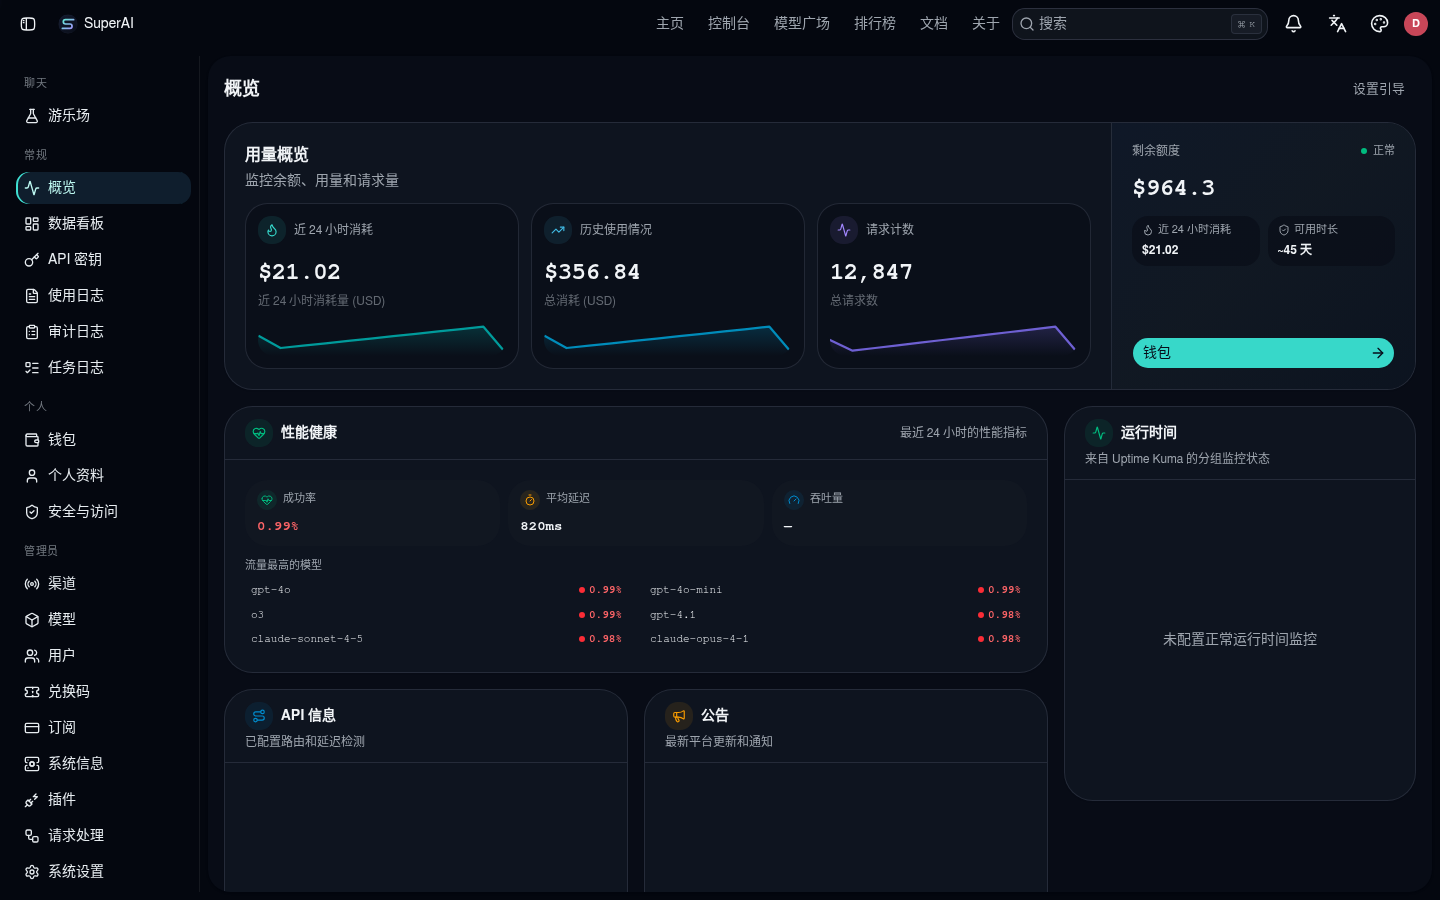 SuperAI
主页
控制台
模型广场
排行榜
文档
关于
搜索
⌘ K
D
聊天
游乐场
常规
概览
数据看板
API 密钥
使用日志
审计日志
任务日志
个人
钱包
个人资料
安全与访问
管理员
渠道
模型
用户
兑换码
订阅
系统信息
插件
请求处理
系统设置
概览
设置引导
用量概览
监控余额、用量和请求量
近 24 小时消耗
$21.02
近 24 小时消耗量 (USD)
历史使用情况
$356.84
总消耗 (USD)
请求计数
12,847
总请求数
剩余额度
正常
$964.3
近 24 小时消耗
$21.02
可用时长
~45 天
钱包
性能健康
最近 24 小时的性能指标
成功率
0.99%
平均延迟
820ms
吞吐量
—
流量最高的模型
gpt-4o
0.99%
gpt-4o-mini
0.99%
o3
0.99%
gpt-4.1
0.98%
claude-sonnet-4-5
0.98%
claude-opus-4-1
0.98%
运行时间
来自 Uptime Kuma 的分组监控状态
未配置正常运行时间监控
API 信息
已配置路由和延迟检测
公告
最新平台更新和通知